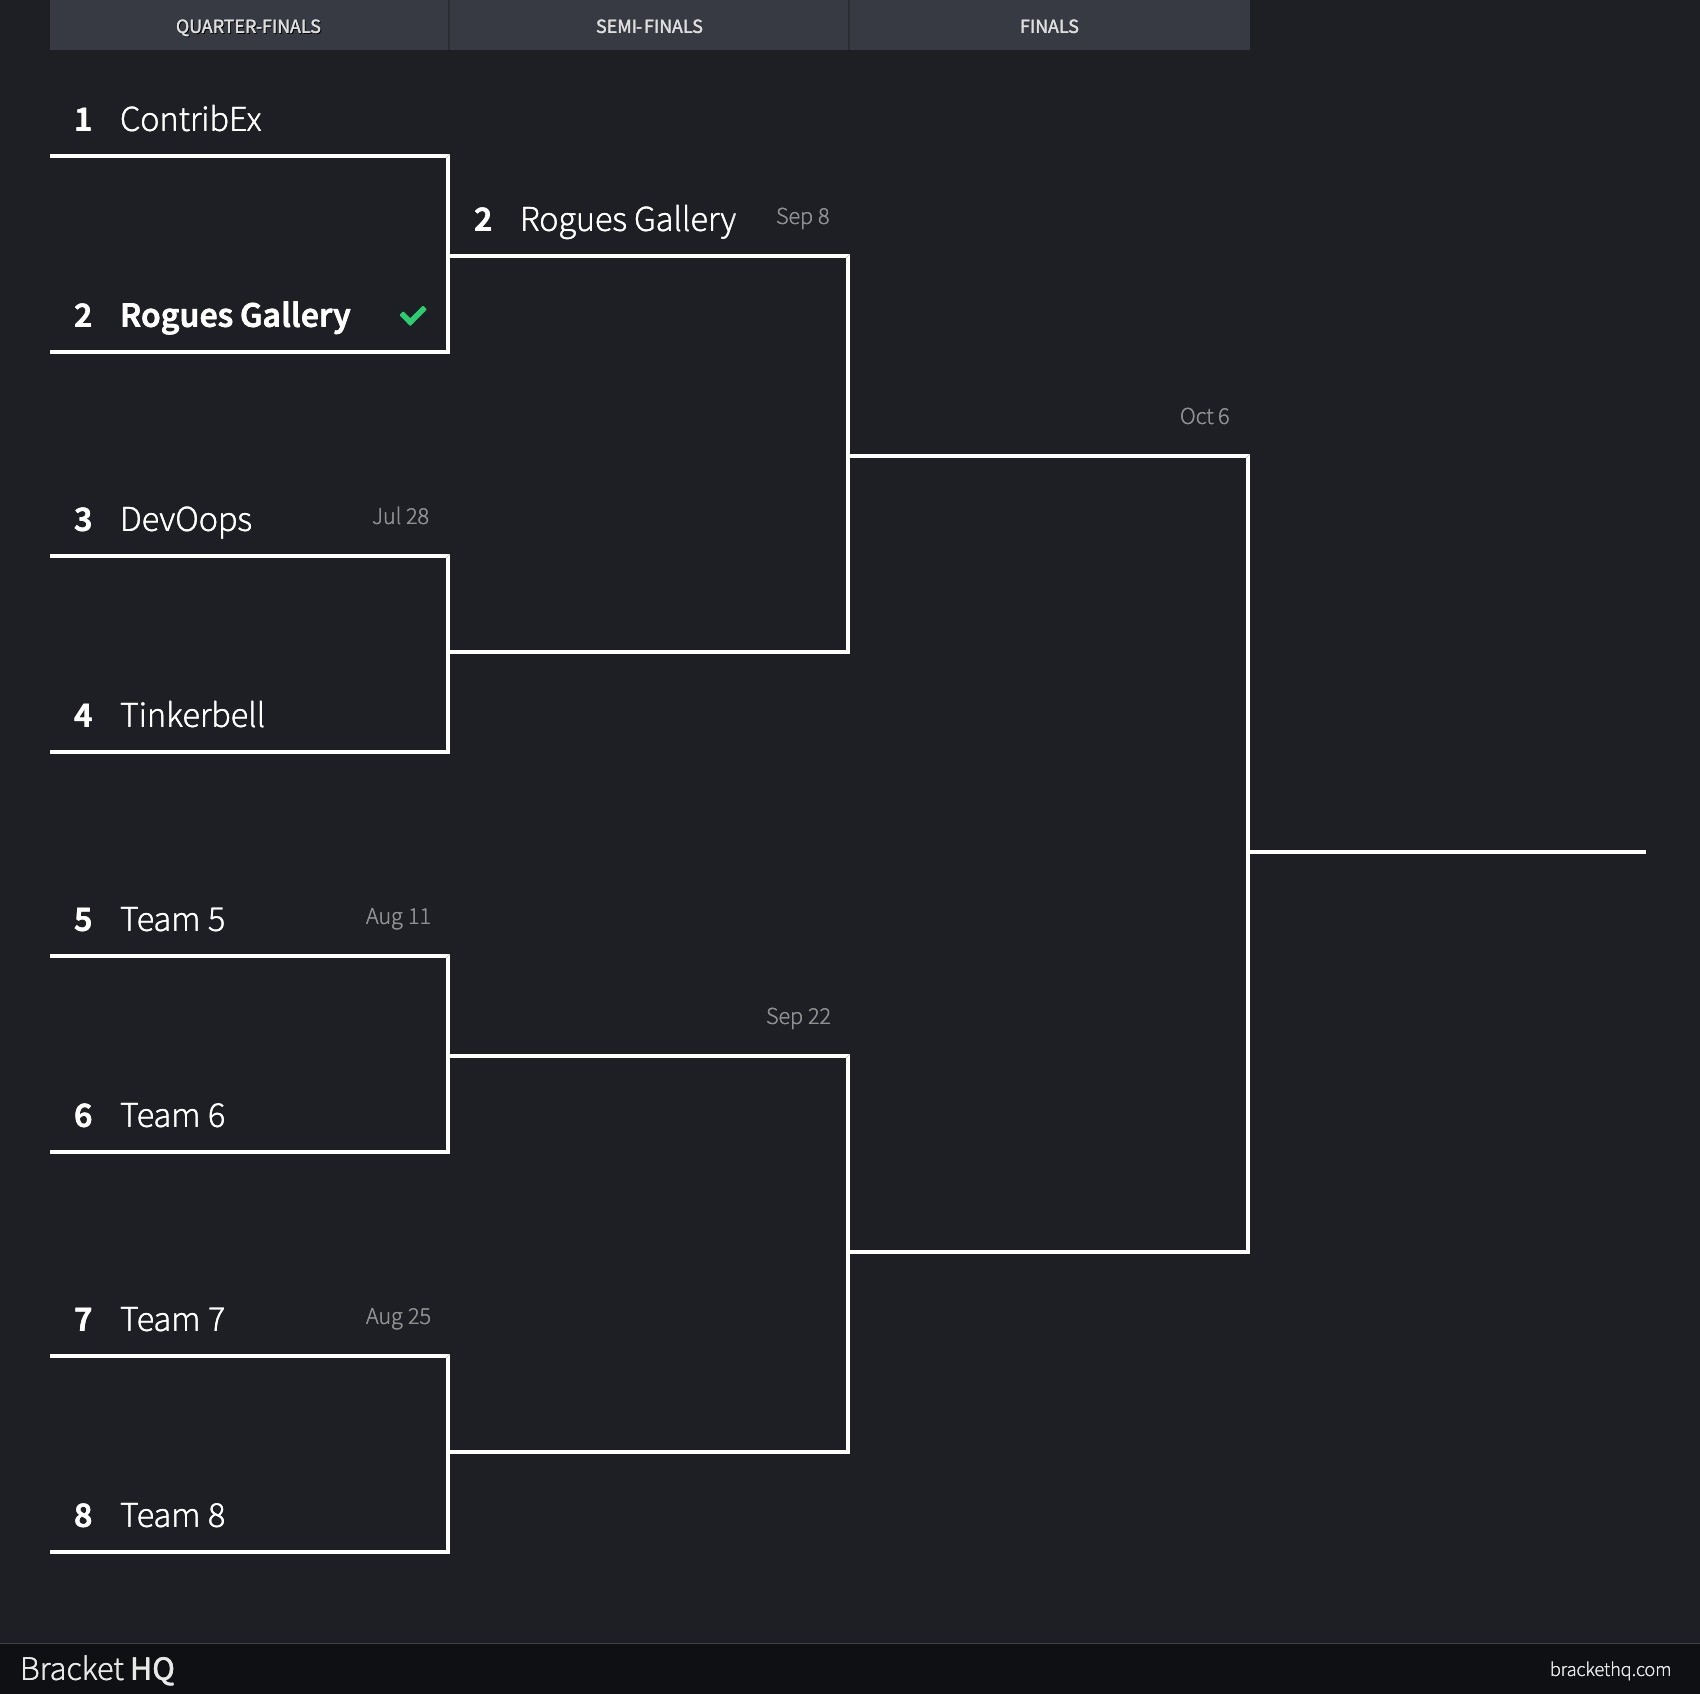 QUARTER-FINALS SEMI-FINALS FINALS
1 ContribEx
2 Rogues Gallery Sep 8
2 Rogues Gallery
Oct 6
3 DevOops Jul 28
4 Tinkerbell
5 Team 5 Aug 11
Sep 22
6 Team 6
7 Team 7 Aug 25
8 Team 8
Bracket HQ brackethq.com